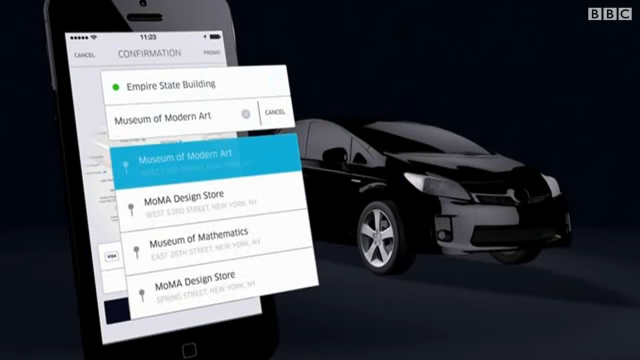 BBC
11:23
CANCEL
CONFIRMATION
PROMO
Empire State Building
Museum of Modern Art
CANCEL
Museum of Modern Art
MoMA Design Store
WEST 53RD STREET, NEW YORK, NY
Museum of Mathematics
EAST 26TH STREET, NEW YORK, NY
MoMA Design Store
SPRING STREET, NEW YORK, NY
VISA